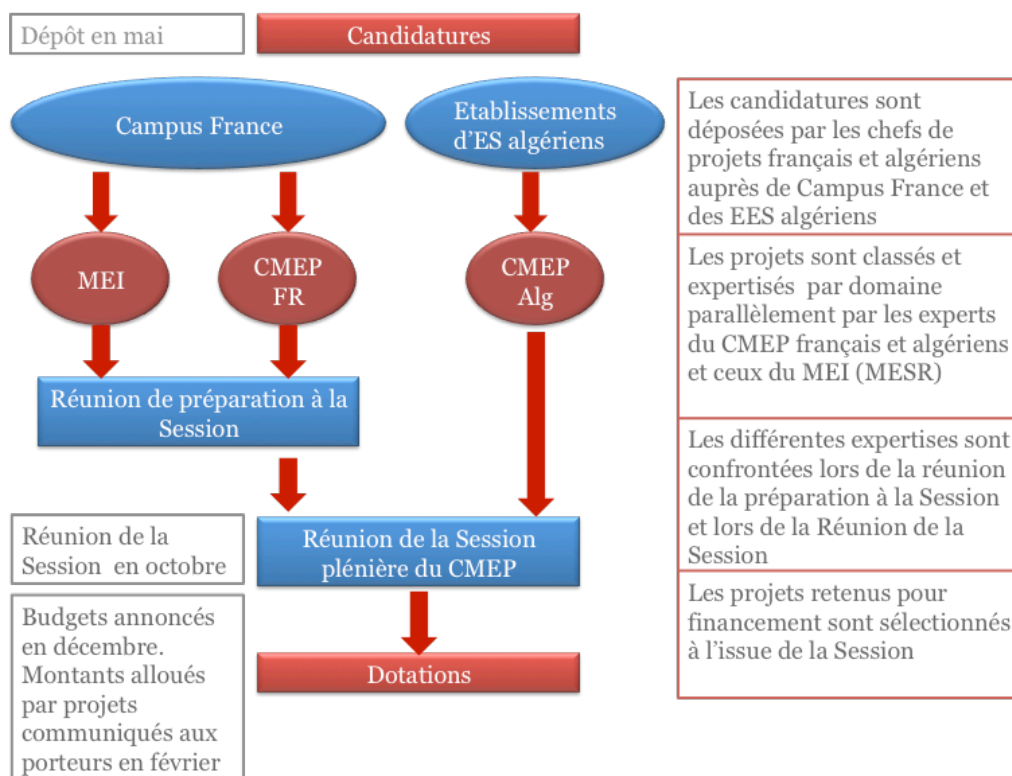 Dépôt en mai
Candidatures
Campus France
Etablissements
d'ES algériens
MEI
CMEP
FR
CMEP
Alg
Réunion de préparation à la
Session
Réunion de la
Session en octobre
Réunion de la Session
plénière du CMEP
Budgets annoncés
en décembre.
Montants alloués
par projets
communiqués aux
porteurs en février
Dotations
Les candidatures sont
déposées par les chefs de
projets français et algériens
auprès de Campus France et
des EES algériens
Les projets sont classés et
expertisés par domaine
parallèlement par les experts
du CMEP français et algériens
et ceux du MEI (MESR)
Les différentes expertises sont
confrontées lors de la réunion
de la préparation à la Session
et lors de la Réunion de la
Session
Les projets retenus pour
financement sont sélectionnés
à l'issue de la Session